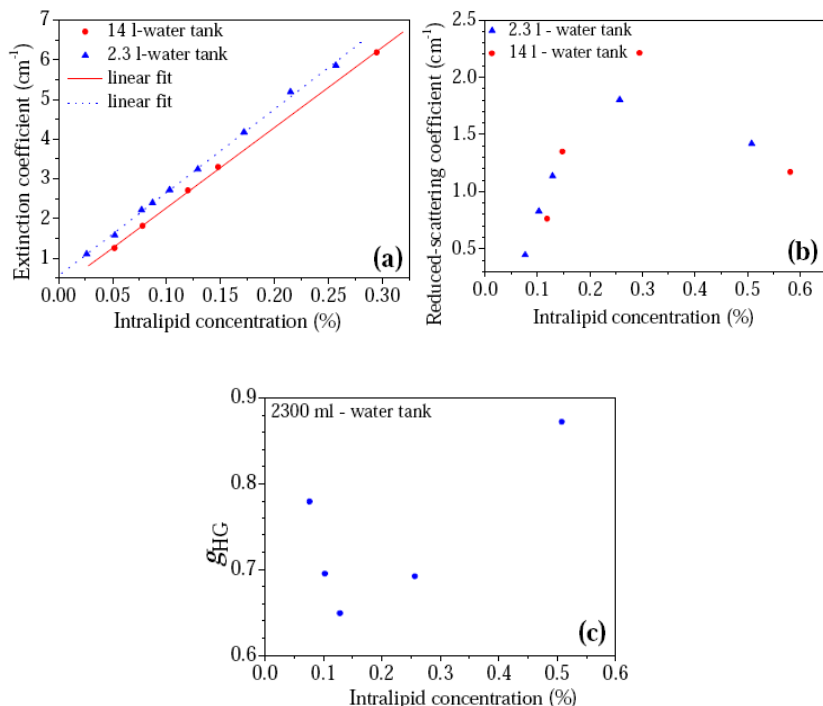 14 l-water tank
2.3 l-water tank
linear fit
linear fit
Extinction coefficient (cm⁻¹)
7
6
5
4
3
2
1
(a)
0.00 0.05 0.10 0.15 0.20 0.25 0.30
Intralipid concentration (%)
2.3 l - water tank
14 l - water tank
Reduced-scattering coefficient (cm⁻¹)
2.5
2.0
1.5
1.0
0.5
(b)
0.0 0.1 0.2 0.3 0.4 0.5 0.6
Intralipid concentration (%)
2300 ml - water tank
gHG
0.9
0.8
0.7
0.6
(c)
0.0 0.1 0.2 0.3 0.4 0.5 0.6
Intralipid concentration (%)